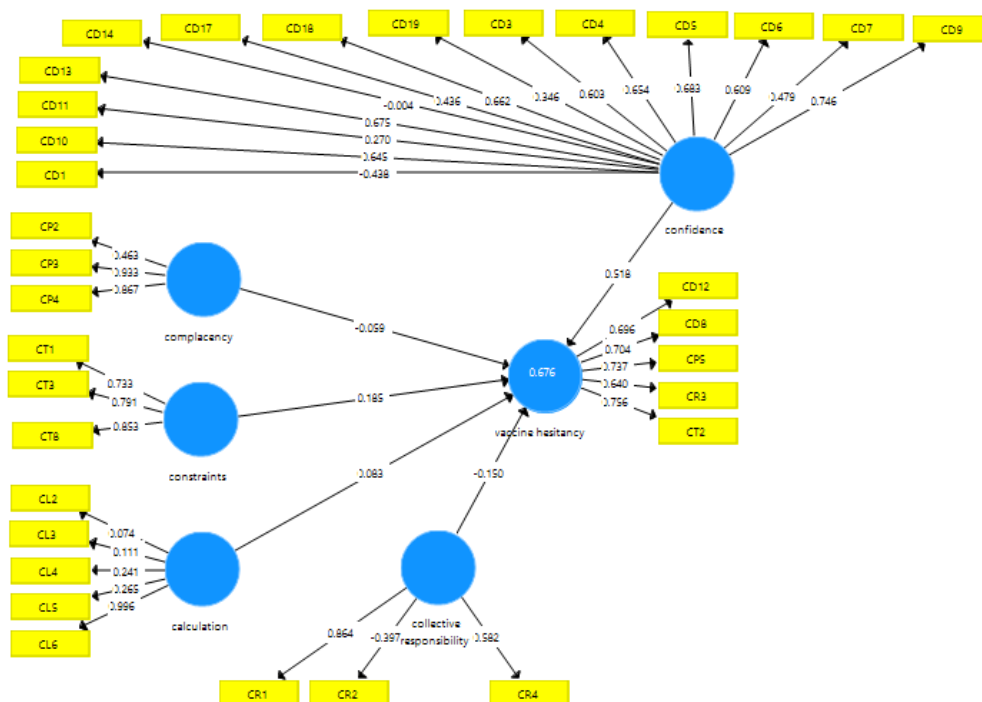 CD14
CD17
CD18
CD19
CD3
CD4
CD5
CD6
CD7
CD9
CD13
CD11
CD10
CD1
-0.004
0.436
0.662
0.346
0.603
0.654
0.683
0.609
0.479
0.746
0.675
0.270
0.645
-0.438
confidence
0.518
CP2
CP3
CP4
0.463
0.933
0.867
complacency
-0.059
CT1
CT3
CT8
0.733
0.791
0.853
constraints
0.185
0.676
vaccine hesitancy
0.696
0.704
0.737
0.640
0.756
CD12
CD8
CP5
CR3
CT2
CL2
CL3
CL4
CL5
CL6
0.074
0.111
0.241
0.265
0.996
calculation
0.083
-0.150
collective
responsibility
0.864
-0.397
0.582
CR1
CR2
CR4